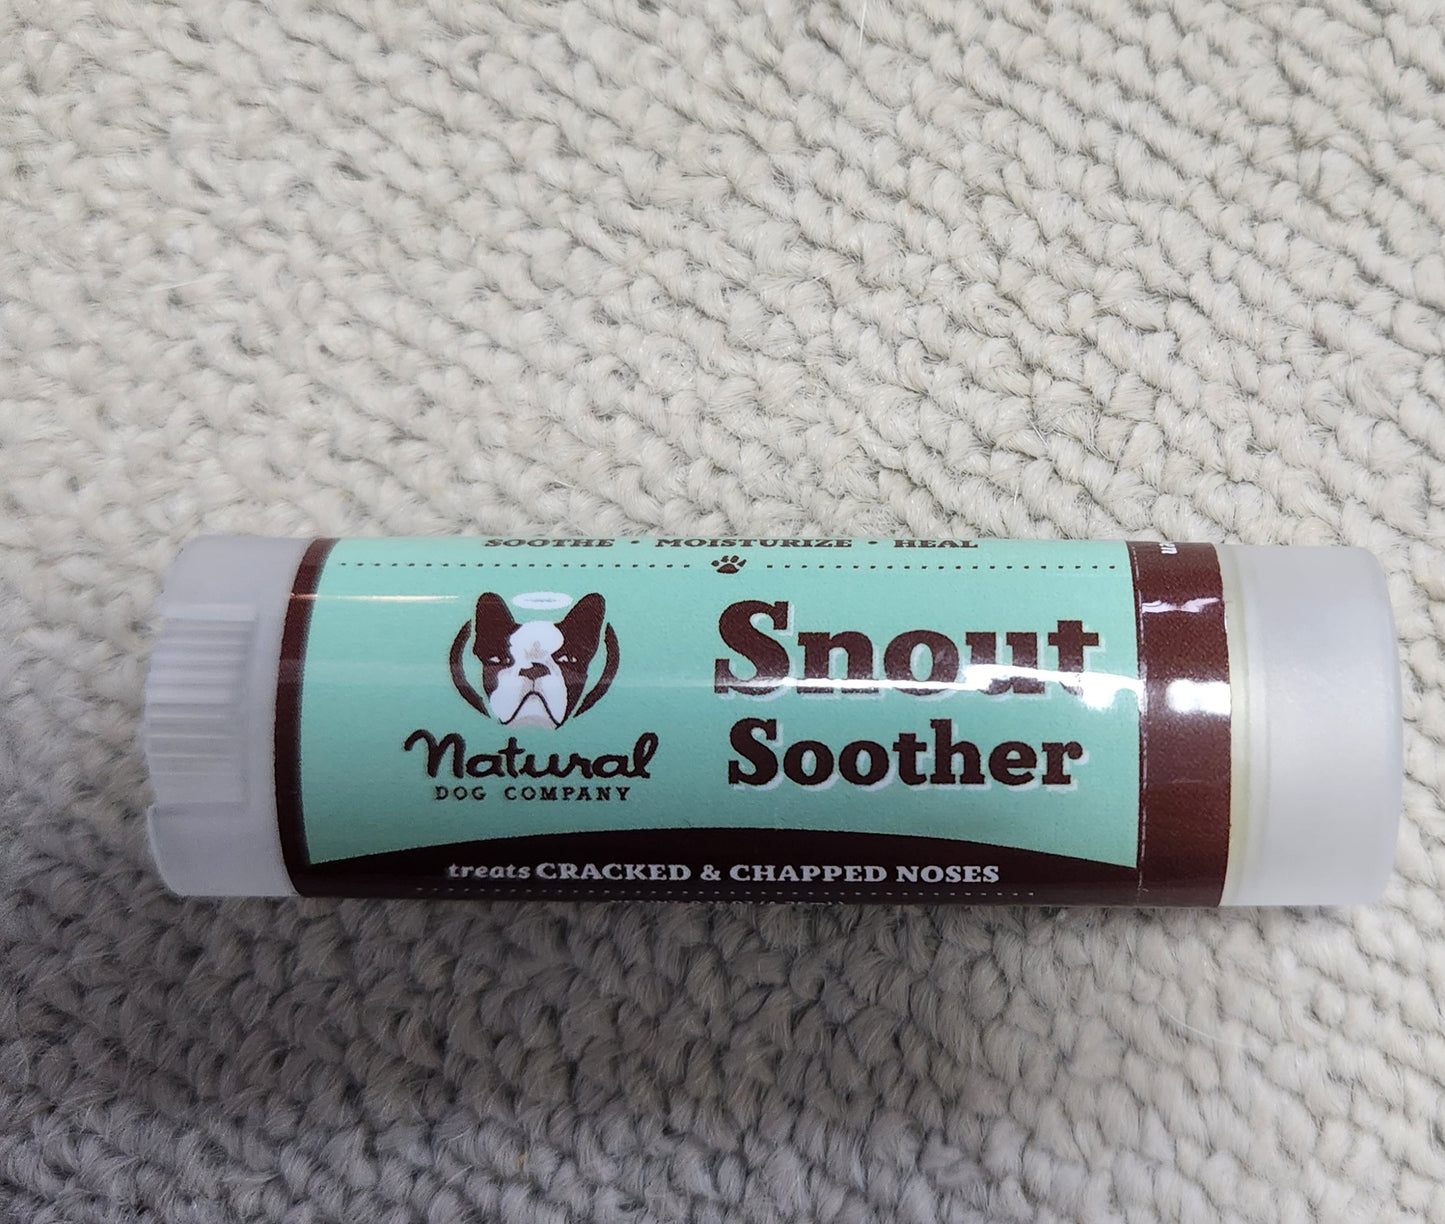 SOOTHE • MOISTURIZE • HEAL
Snout
Soother
Natural
DOG COMPANY
treats CRACKED & CHAPPED NOSES